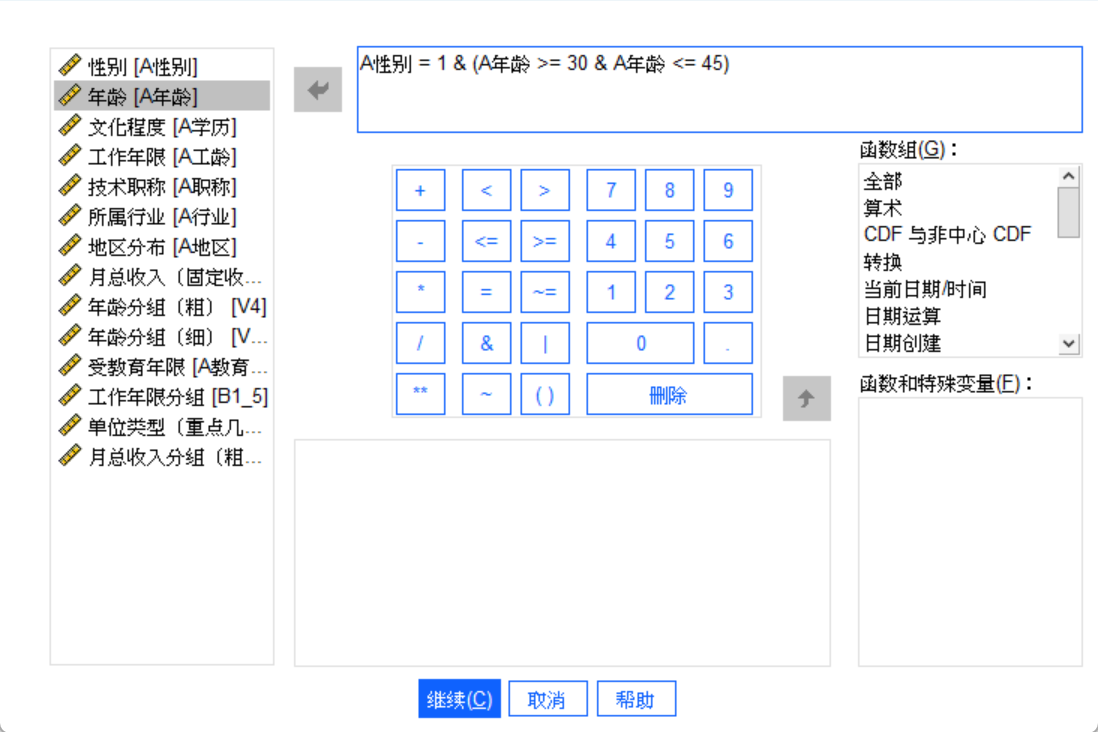 性别 [A性别]
年龄 [A年龄]
文化程度 [A学历]
工作年限 [A工龄]
技术职称 [A职称]
所属行业 [A行业]
地区分布 [A地区]
月总收入（固定收...
年龄分组（粗） [V4]
年龄分组（细） [V...
受教育年限 [A教育...
工作年限分组 [B1_5]
单位类型（重点几...
月总收入分组（粗...
A性别 = 1 & (A年龄 >= 30 & A年龄 <= 45)
+ < > 7 8 9
- <= >= 4 5 6
* = ~= 1 2 3
/ & | 0 .
** ~ ( ) 删除
函数组(G)：
全部
算术
CDF 与非中心 CDF
转换
当前日期/时间
日期运算
日期创建
函数和特殊变量(F)：
继续(C) 取消 帮助